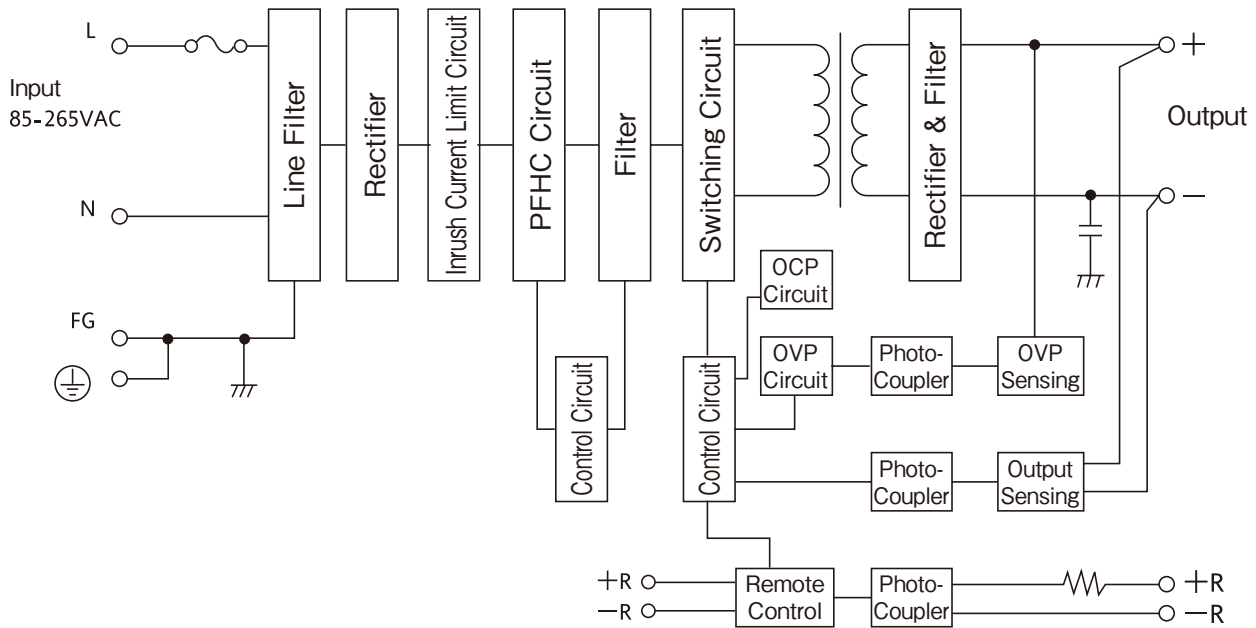 L
Input
85-265VAC
N
FG
Line Filter
Rectifier
Inrush Current Limit Circuit
PFHC Circuit
Filter
Switching Circuit
Rectifier & Filter
+
Output
−
Control Circuit
Control Circuit
OCP
Circuit
OVP
Circuit
Photo-
Coupler
OVP
Sensing
Photo-
Coupler
Output
Sensing
+R
−R
Remote
Control
Photo-
Coupler
+R
−R